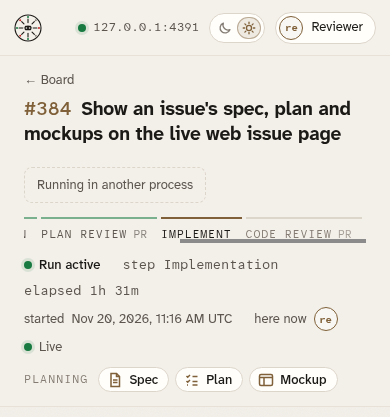 127.0.0.1:4391 re Reviewer
← Board
#384 Show an issue's spec, plan and
mockups on the live web issue page
Running in another process
PLAN REVIEW PR IMPLEMENT CODE REVIEW PR
Run active step Implementation
elapsed 1h 31m
started Nov 20, 2026, 11:16 AM UTC here now re
Live
PLANNING Spec Plan Mockup